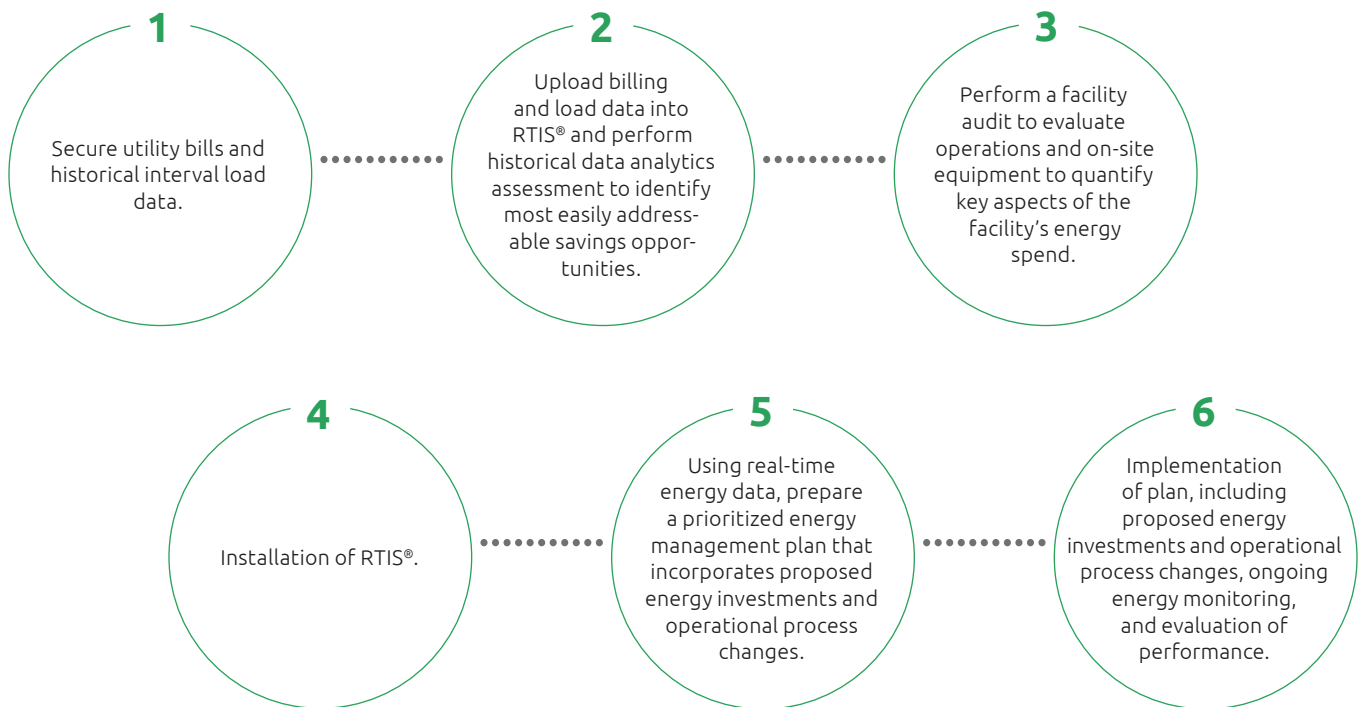 1
Secure utility bills and
historical interval load
data.
2
Upload billing
and load data into
RTIS® and perform
historical data analytics
assessment to identify
most easily address-
able savings oppor-
tunities.
3
Perform a facility
audit to evaluate
operations and on-site
equipment to quantify
key aspects of the
facility’s energy
spend.
4
Installation of RTIS®.
5
Using real-time
energy data, prepare
a prioritized energy
management plan that
incorporates proposed
energy investments and
operational process
changes.
6
Implementation
of plan, including
proposed energy
investments and operational
process changes, ongoing
energy monitoring,
and evaluation of
performance.